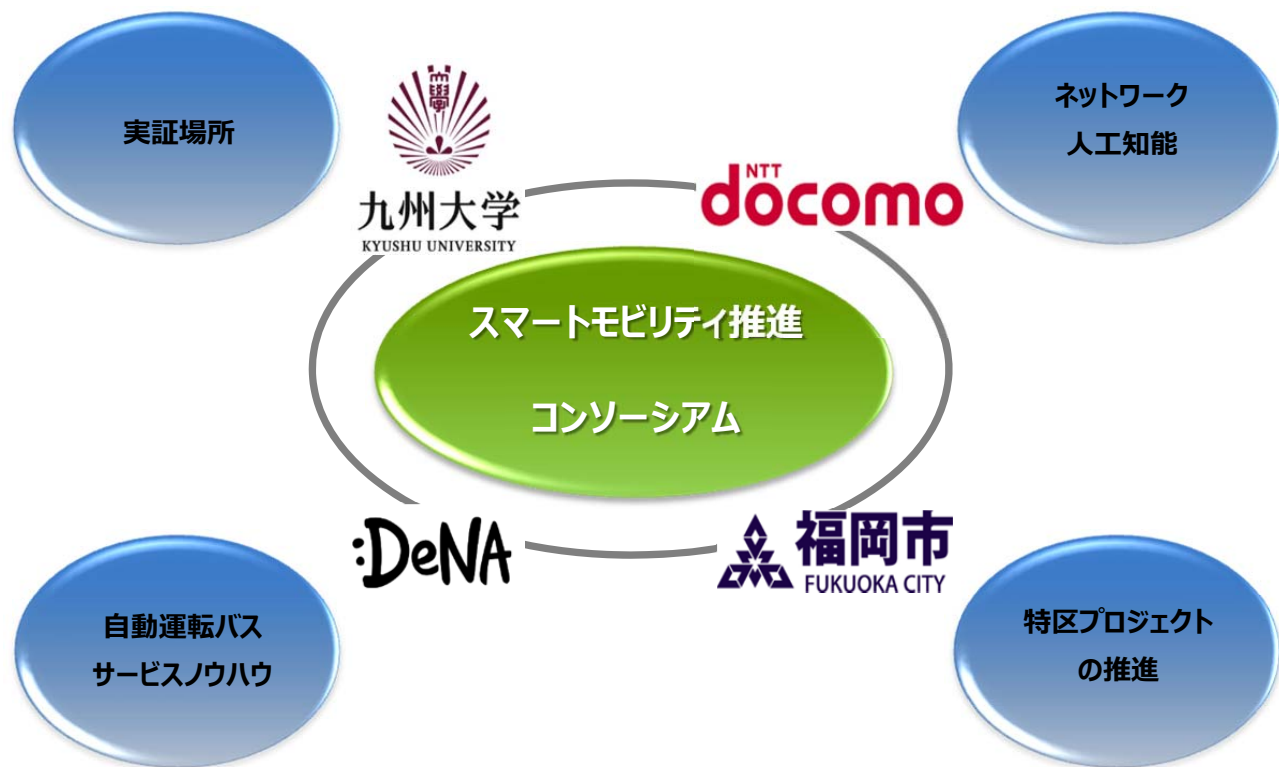 実証場所
大學
九州大学
KYUSHU UNIVERSITY
NTT
döcomo
ネットワーク
人工知能
スマートモビリティ推進
コンソーシアム
:DeNA
福岡市
FUKUOKA CITY
自動運転バス
サービスノウハウ
特区プロジェクト
の推進